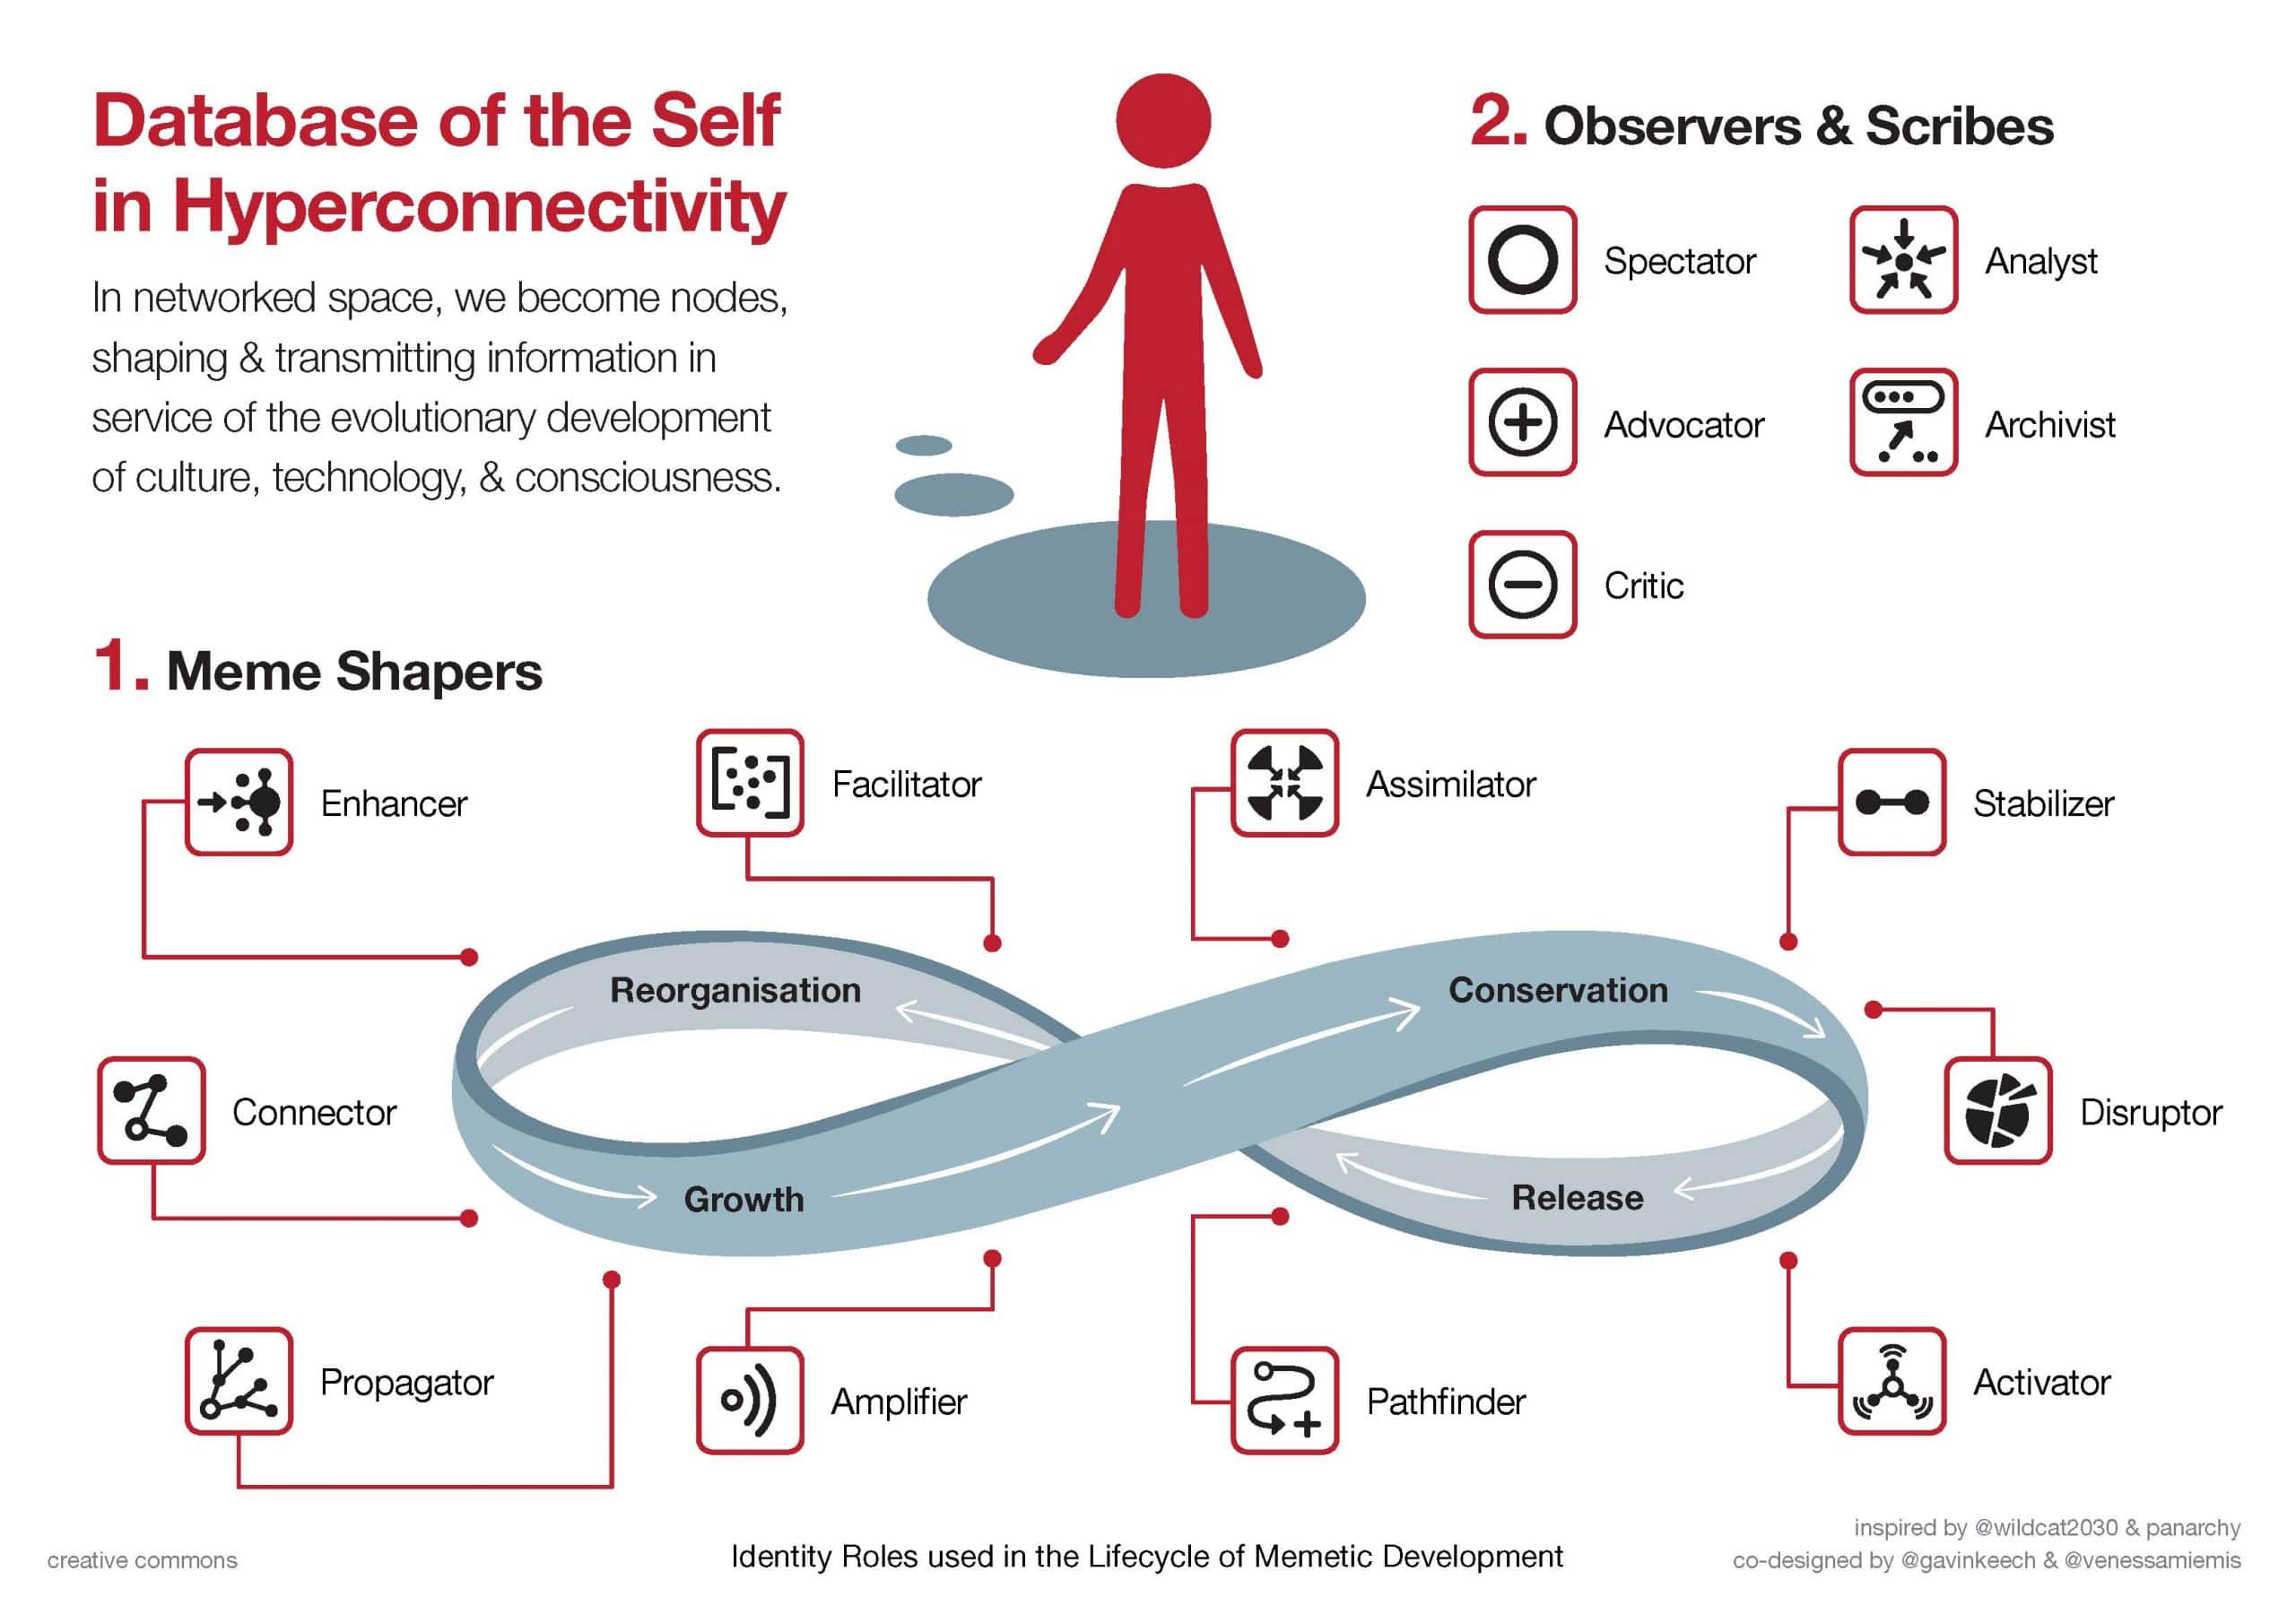 Database of the Self
in Hyperconnectivity
In networked space, we become nodes,
shaping & transmitting information in
service of the evolutionary development
of culture, technology, & consciousness.
2. Observers & Scribes
Spectator
Analyst
Advocator
Archivist
Critic
1. Meme Shapers
Enhancer
Facilitator
Assimilator
Stabilizer
Reorganisation
Conservation
Connector
Disruptor
Growth
Release
Propagator
Amplifier
Pathfinder
Activator
creative commons
Identity Roles used in the Lifecycle of Memetic Development
inspired by @wildcat2030 & panarchy
co-designed by @gavinkeech & @venessamiemis